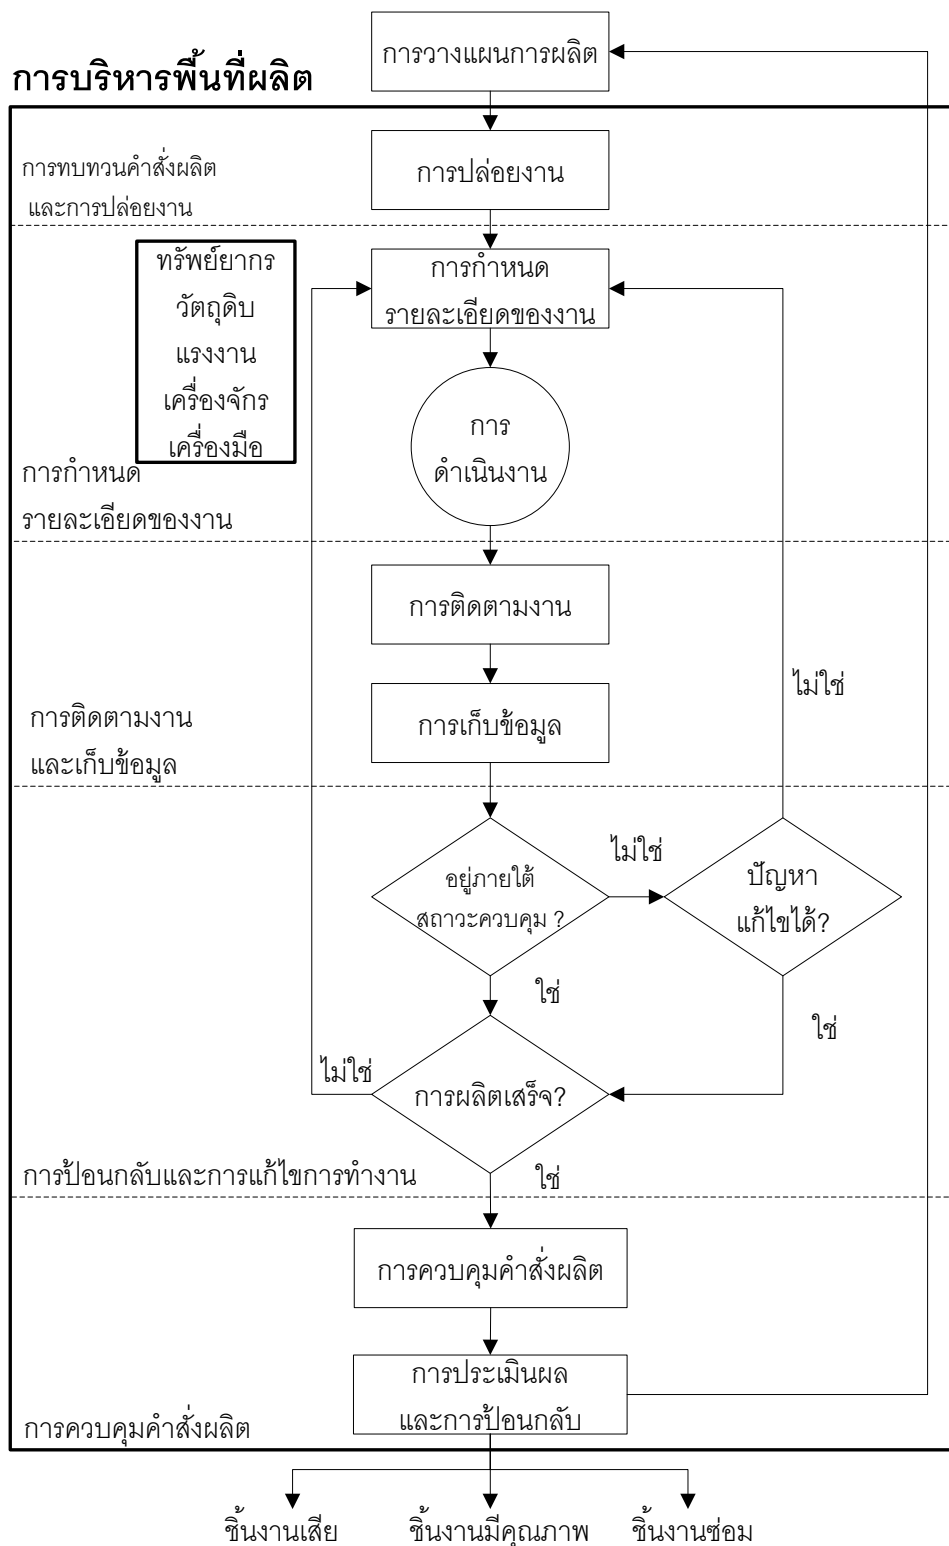 การวางแผนการผลิต
การบริหารพื้นที่ผลิต
การทบทวนคำสั่งผลิต
และการปล่อยงาน
การปล่อยงาน
ทรัพย์ยากร
วัตถุดิบ
แรงงาน
เครื่องจักร
เครื่องมือ
การกำหนด
รายละเอียดของงาน
การ
ดำเนินงาน
การกำหนด
รายละเอียดของงาน
การติดตามงาน
ไม่ใช่
การเก็บข้อมูล
การติดตามงาน
และเก็บข้อมูล
อยู่ภายใต้
สถาวะควบคุม ?
ไม่ใช่
ปัญหา
แก้ไขได้?
ใช่
ใช่
ไม่ใช่
การผลิตเสร็จ?
การป้อนกลับและการแก้ไขการทำงาน
ใช่
การควบคุมคำสั่งผลิต
การประเมินผล
และการป้อนกลับ
การควบคุมคำสั่งผลิต
ชิ้นงานเสีย
ชิ้นงานมีคุณภาพ
ชิ้นงานซ่อม